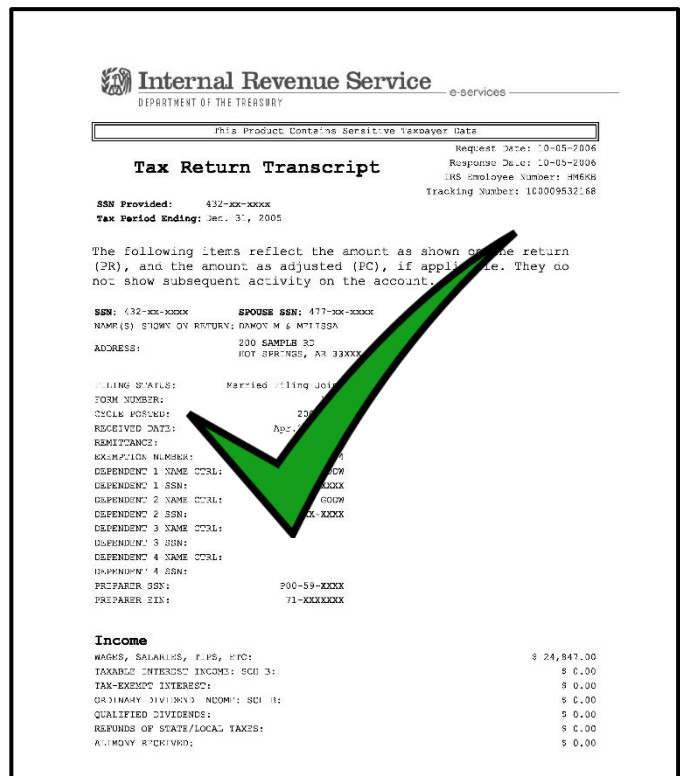 Internal Revenue Service
e-services
DEPARTMENT OF THE TREASURY
This Product Contains Sensitive Taxpayer Data
Request Date: 10-05-2006
Tax Return Transcript
Response Date: 10-05-2006
IRS Employee Number: HM6KB
Tracking Number: 100009532168
SSN Provided: 432-xx-xxxx
Tax Period Ending: Dec. 31, 2005
The following items reflect the amount as shown on the return
(PR), and the amount as adjusted (PC), if applicable. They do
not show subsequent activity on the account.
SSN: 432-xx-xxxx SPOUSE SSN: 477-xx-xxxx
NAME(S) SHOWN ON RETURN: DAMON M & MELISSA
ADDRESS: 200 SAMPLE RD
HOT SPRINGS, AR 33XXX
FILING STATUS: Married Filing
FORM NUMBER:
CYCLE POSTED:
RECEIVED DATE: Apr.
REMITTANCE:
EXEMPTION NUMBER: 4
DEPENDENT 1 NAME CTRL:
DEPENDENT 1 SSN:
DEPENDENT 2 NAME CTRL: GODW
DEPENDENT 2 SSN: XX-XXXX
DEPENDENT 3 NAME CTRL:
DEPENDENT 3 SSN:
DEPENDENT 4 NAME CTRL:
DEPENDENT 4 SSN:
PREPARER SSN: P00-59-XXXX
PREPARER EIN: 71-XXXXXXX
Income
WAGES, SALARIES, TIPS, ETC: $ 24,847.00
TAXABLE INTEREST INCOME: SCH B: $ 0.00
TAX-EXEMPT INTEREST: $ 0.00
ORDINARY DIVIDEND INCOME: SCH B: $ 0.00
QUALIFIED DIVIDENDS: $ 0.00
REFUNDS OF STATE/LOCAL TAXES: $ 0.00
ALIMONY RECEIVED: $ 0.00